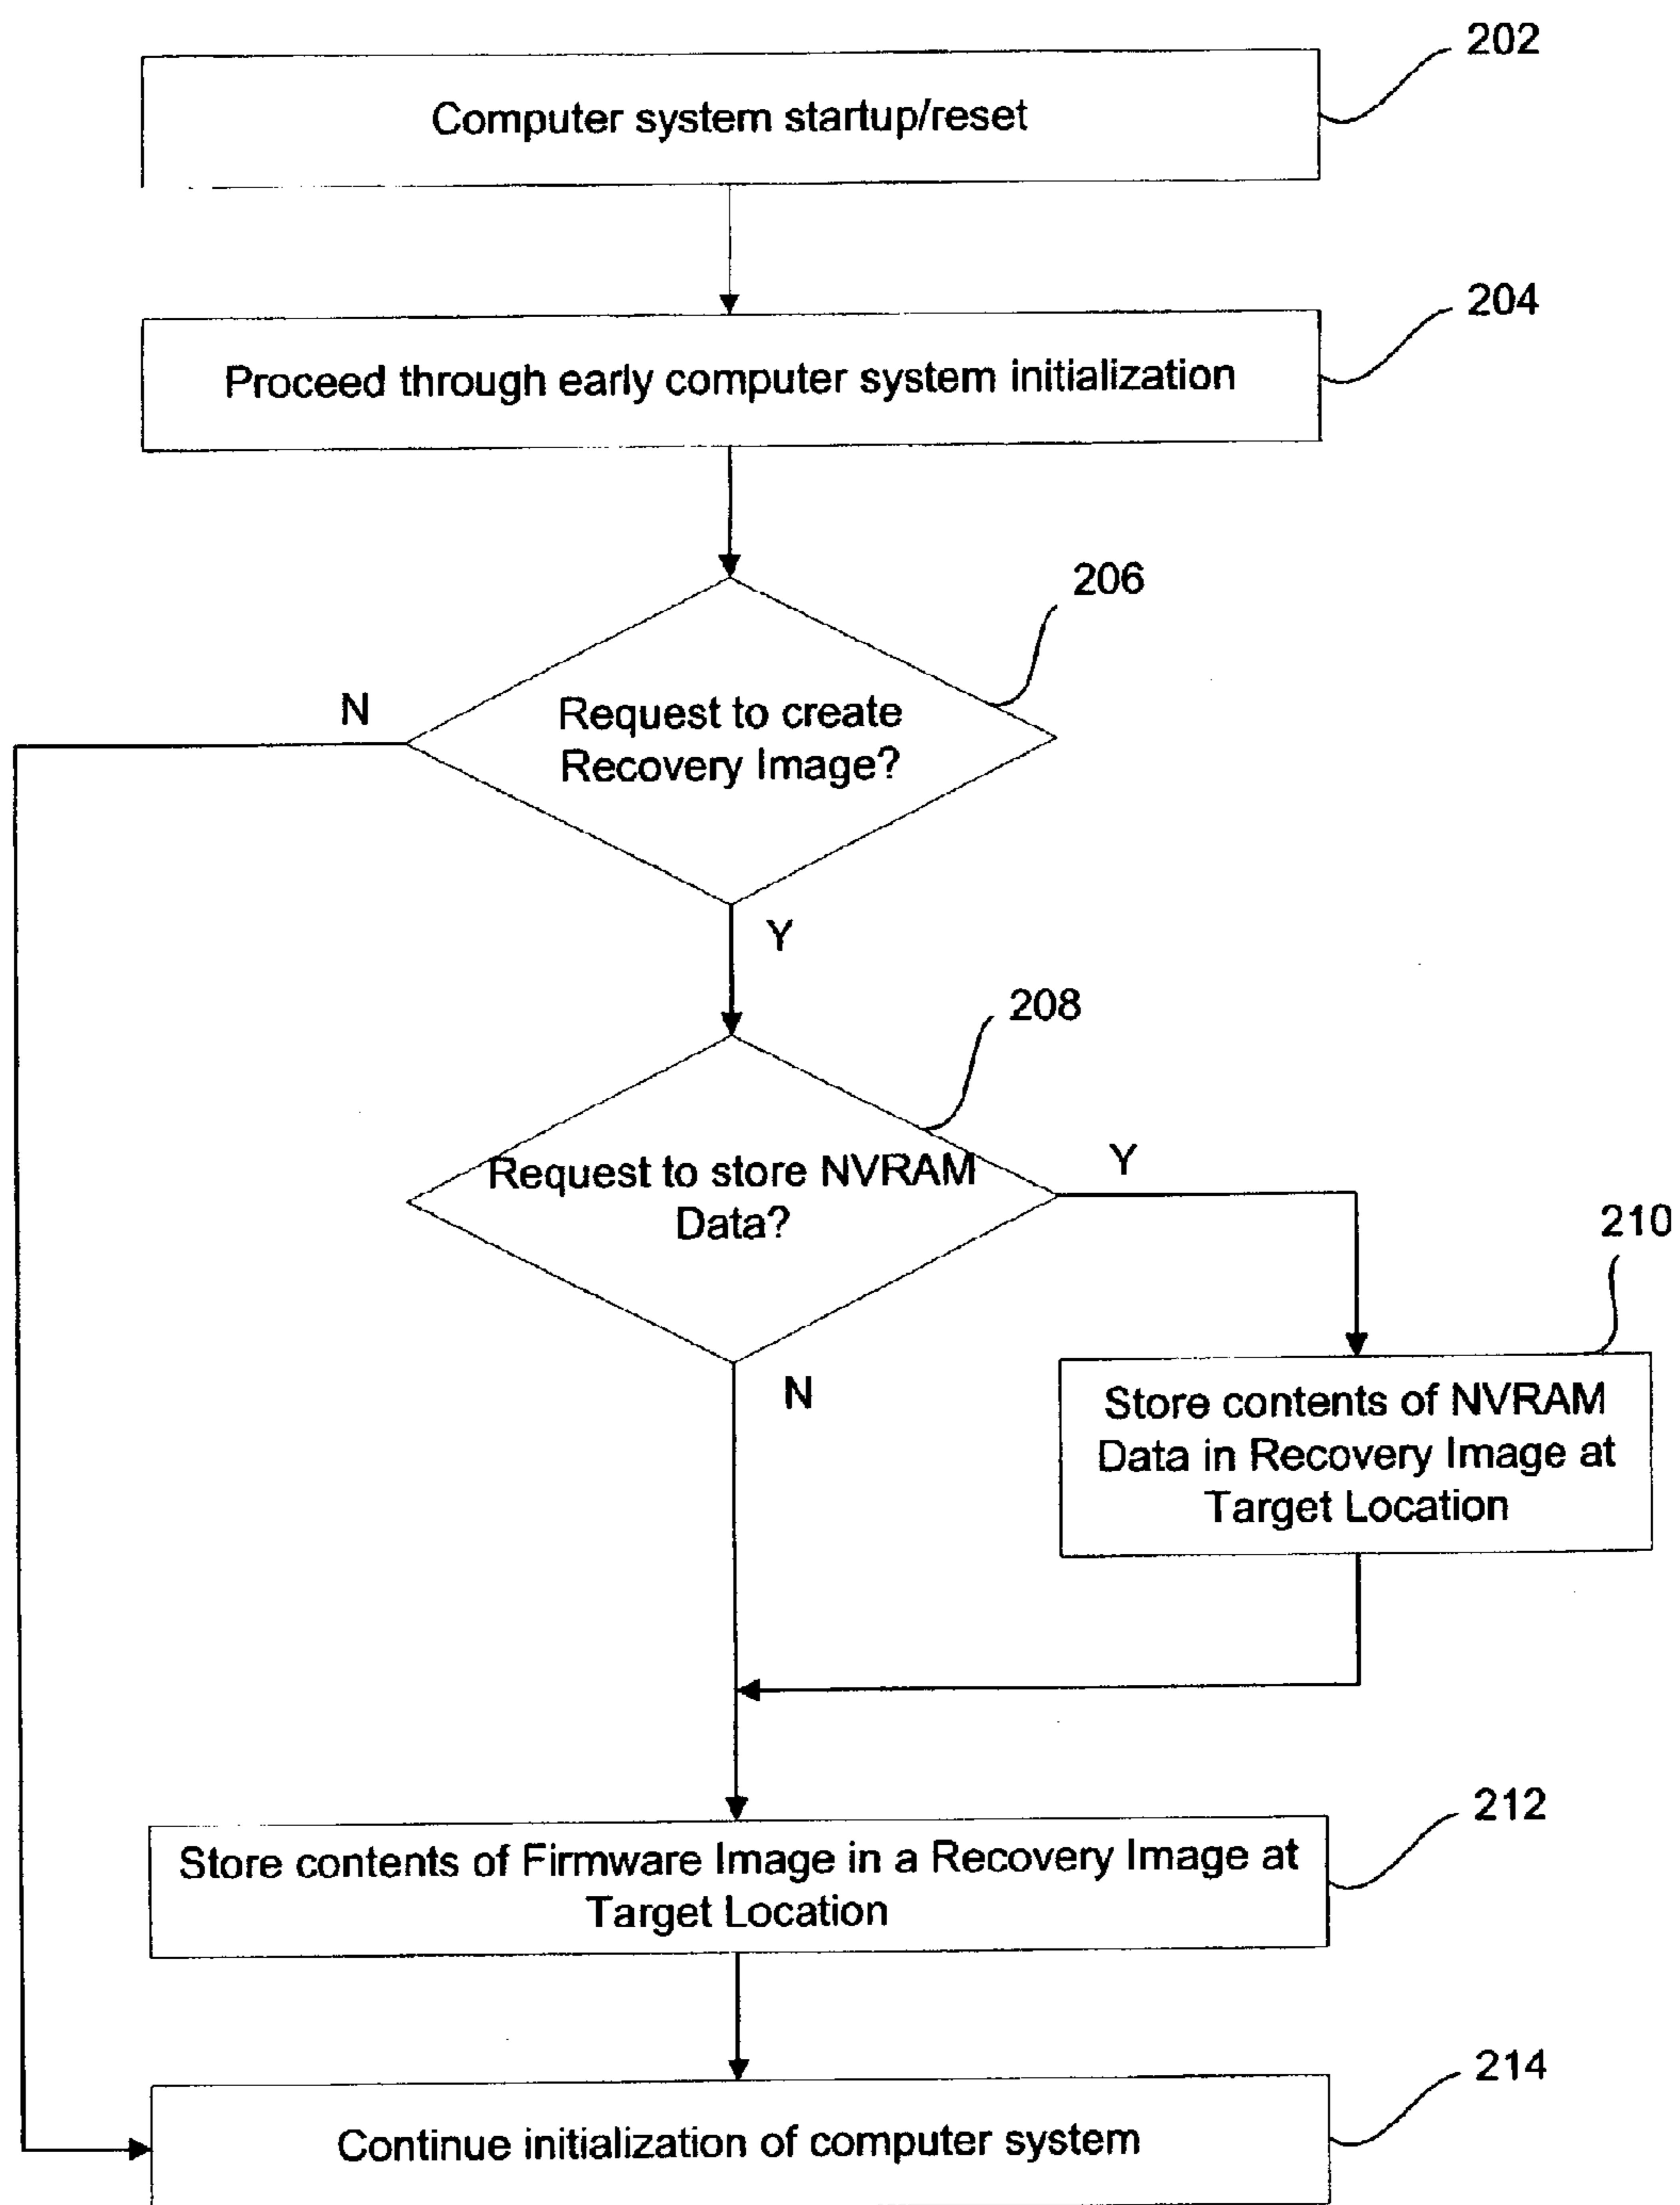 202
Computer system startup/reset
204
Proceed through early computer system initialization
206
N
Request to create
Recovery Image?
Y
208
Request to store NVRAM
Data?
Y
210
N
Store contents of NVRAM
Data in Recovery Image at
Target Location
212
Store contents of Firmware Image in a Recovery Image at
Target Location
214
Continue initialization of computer system